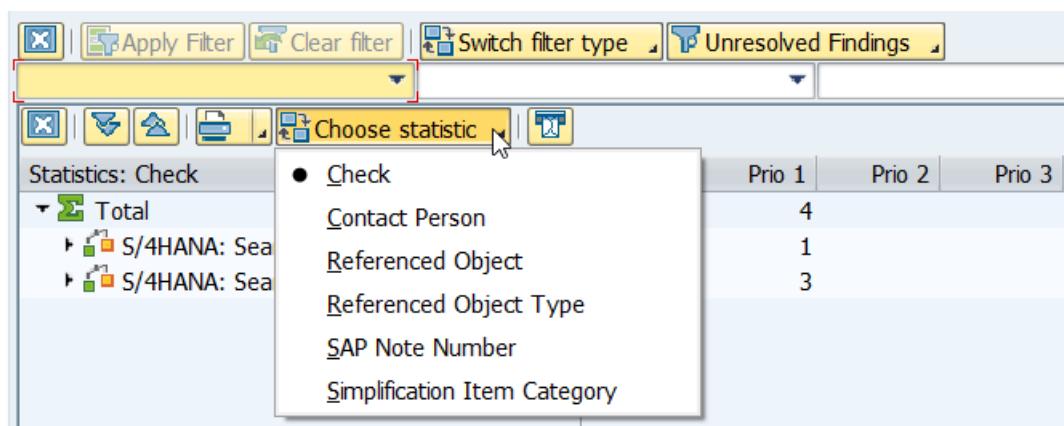 Apply Filter Clear filter Switch filter type Unresolved Findings
Choose statistic
Statistics: Check Check Prio 1 Prio 2 Prio 3
Total Contact Person 4
S/4HANA: Sea Referenced Object 1
S/4HANA: Sea Referenced Object Type 3
SAP Note Number
Simplification Item Category